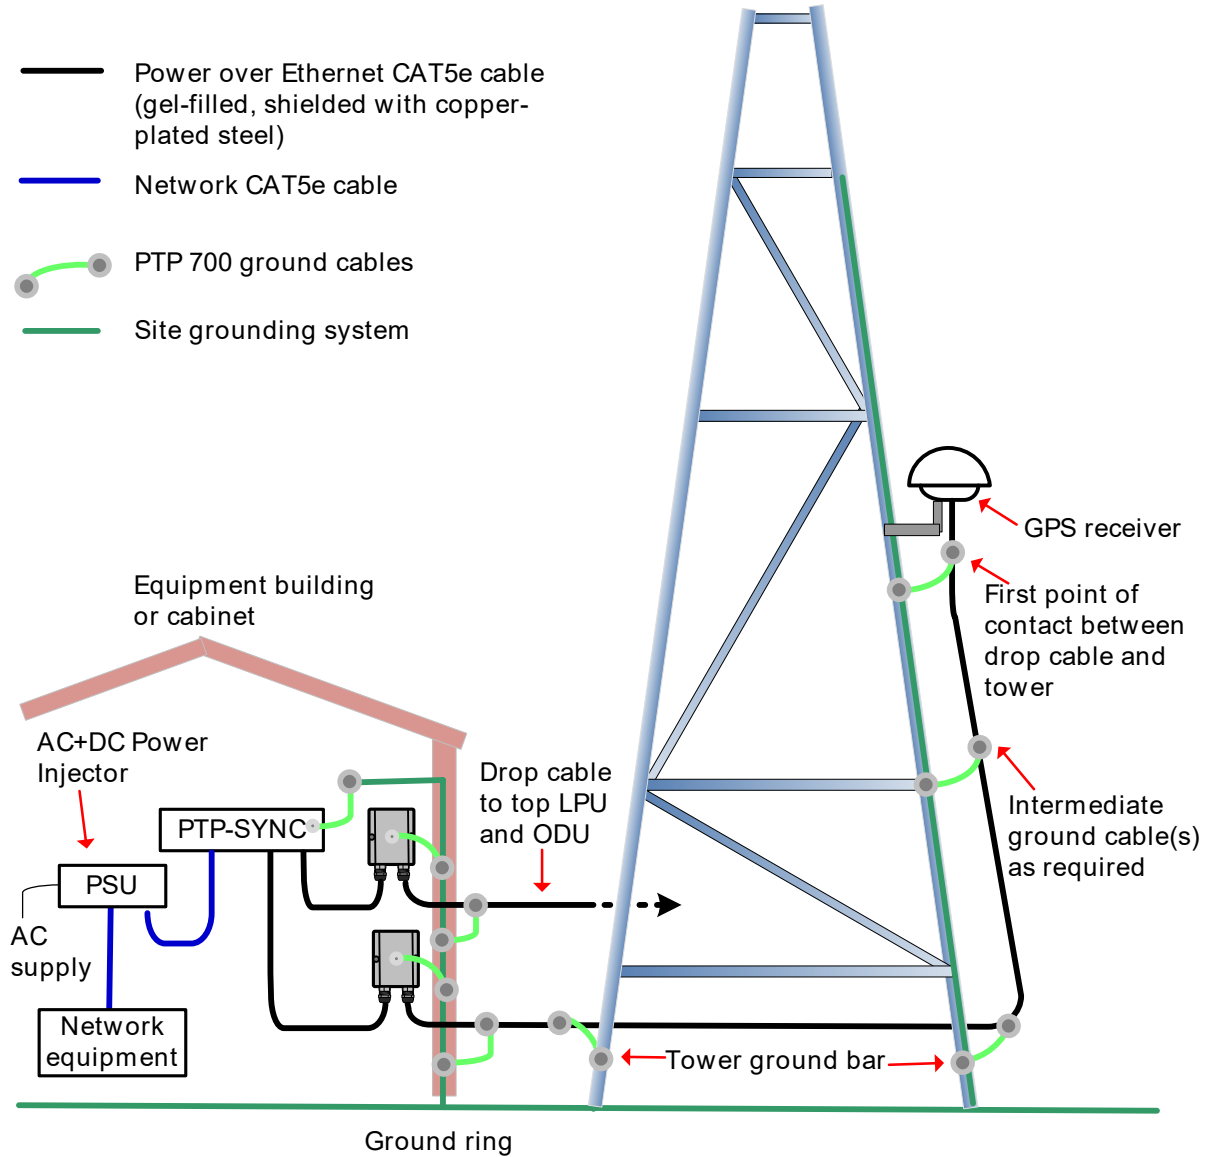 Power over Ethernet CAT5e cable
(gel-filled, shielded with copper-
plated steel)
Network CAT5e cable
PTP 700 ground cables
Site grounding system
GPS receiver
First point of
contact between
drop cable and
tower
Equipment building
or cabinet
AC+DC Power
Injector
Drop cable
to top LPU
and ODU
Intermediate
ground cable(s)
as required
PTP-SYNC
PSU
AC
supply
Network
equipment
Tower ground bar
Ground ring